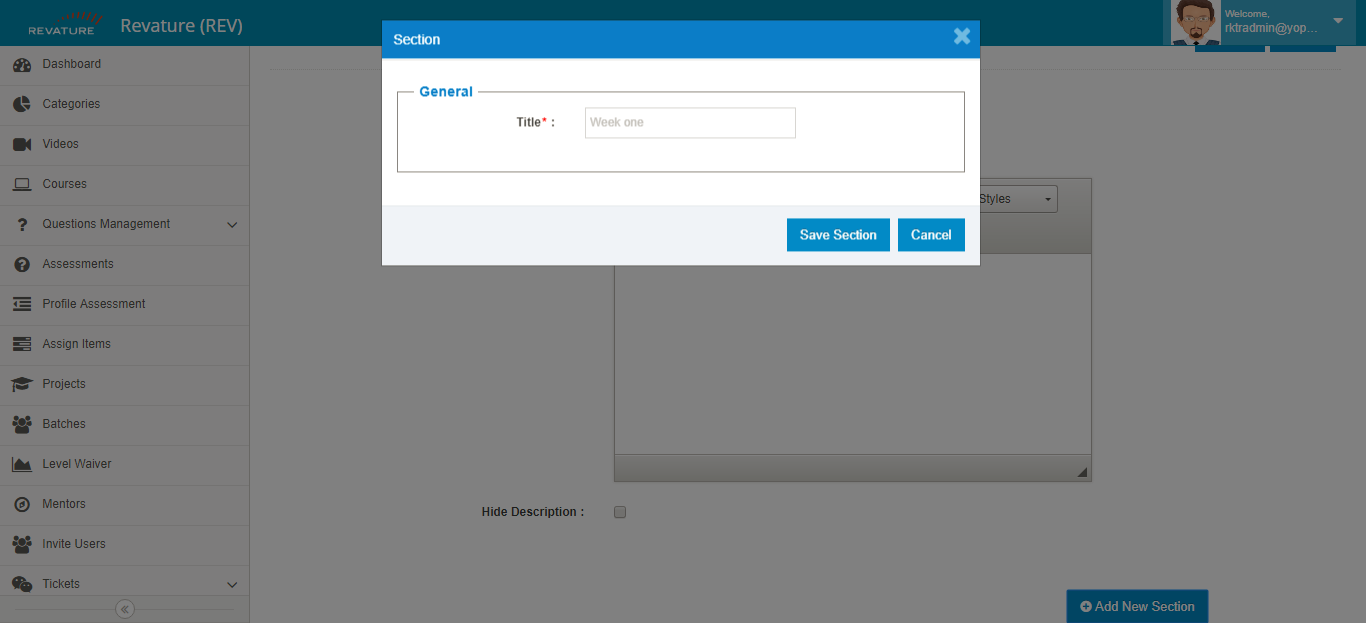 REVATURE
Revature (REV)
Welcome,
rktradmin@yop...
Dashboard
Categories
Videos
Courses
Questions Management
Assessments
Profile Assessment
Assign Items
Projects
Batches
Level Waiver
Mentors
Invite Users
Tickets
Section
General
Title* :
Week one
Save Section
Cancel
Styles
Hide Description :
Add New Section